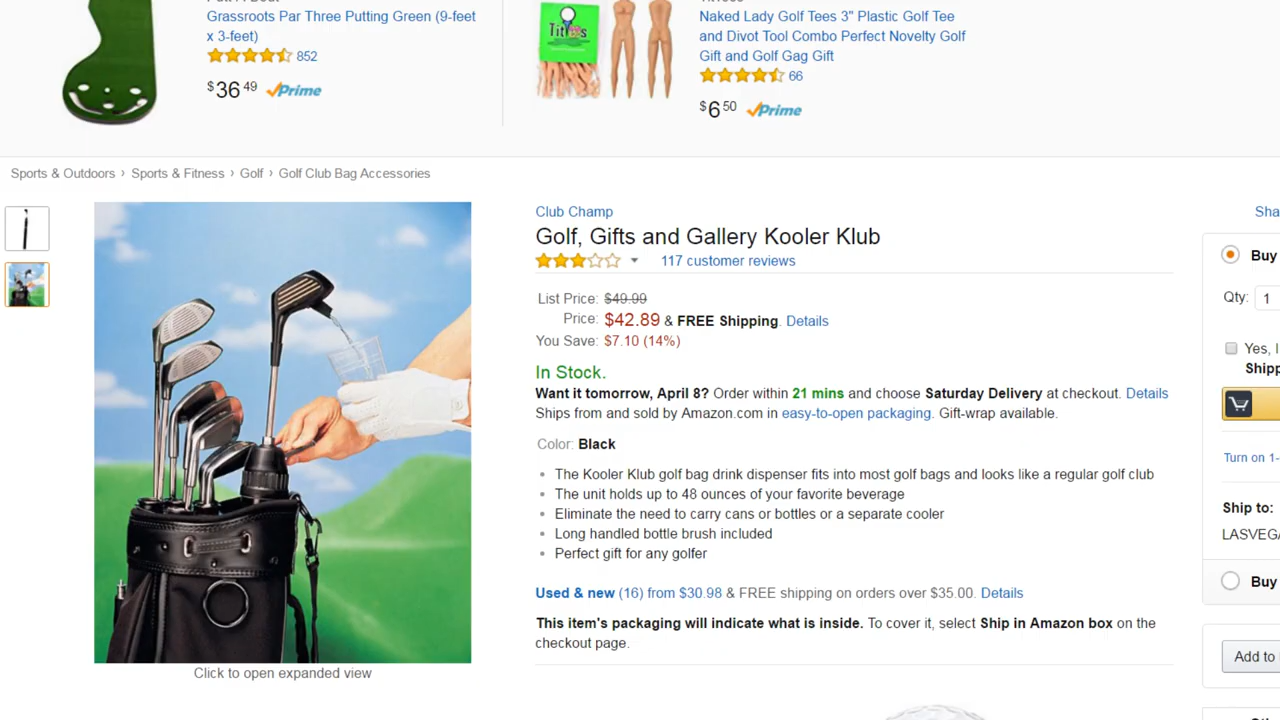 Grassroots Par Three Putting Green (9-feet
x 3-feet)
852
$36 49 Prime
Naked Lady Golf Tees 3" Plastic Golf Tee
and Divot Tool Combo Perfect Novelty Golf
Gift and Golf Gag Gift
66
$6 50 Prime
Sports & Outdoors › Sports & Fitness › Golf › Golf Club Bag Accessories
Club Champ
Golf, Gifts and Gallery Kooler Klub
117 customer reviews
List Price: $49.99
Price: $42.89 & FREE Shipping. Details
You Save: $7.10 (14%)
In Stock.
Want it tomorrow, April 8? Order within 21 mins and choose Saturday Delivery at checkout. Details
Ships from and sold by Amazon.com in easy-to-open packaging. Gift-wrap available.
Color: Black
The Kooler Klub golf bag drink dispenser fits into most golf bags and looks like a regular golf club
The unit holds up to 48 ounces of your favorite beverage
Eliminate the need to carry cans or bottles or a separate cooler
Long handled bottle brush included
Perfect gift for any golfer
Used & new (16) from $30.98 & FREE shipping on orders over $35.00. Details
This item's packaging will indicate what is inside. To cover it, select Ship in Amazon box on the
checkout page.
Click to open expanded view
Sha
Buy
Qty: 1
Yes, I
Shipp
Turn on 1-
Ship to:
LASVEGA
Buy
Add to